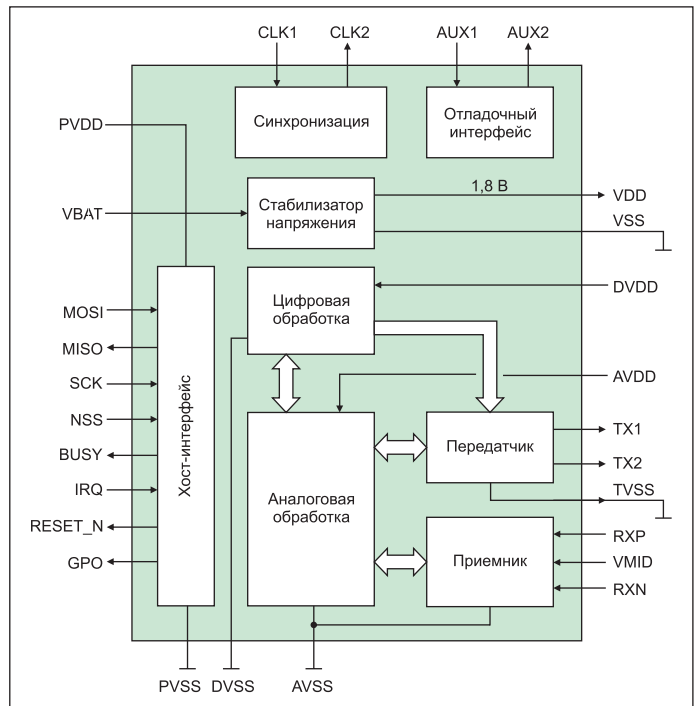 CLK1 CLK2 AUX1 AUX2
Синхронизация
Отладочный
интерфейс
PVDD
VBAT
Стабилизатор
напряжения
1,8 В
VDD
VSS
Цифровая
обработка
DVDD
AVDD
MOSI
MISO
SCK
NSS
BUSY
IRQ
RESET_N
GPO
Хост-интерфейс
Аналоговая
обработка
Передатчик
TX1
TX2
TVSS
Приемник
RXP
VMID
RXN
PVSS DVSS AVSS